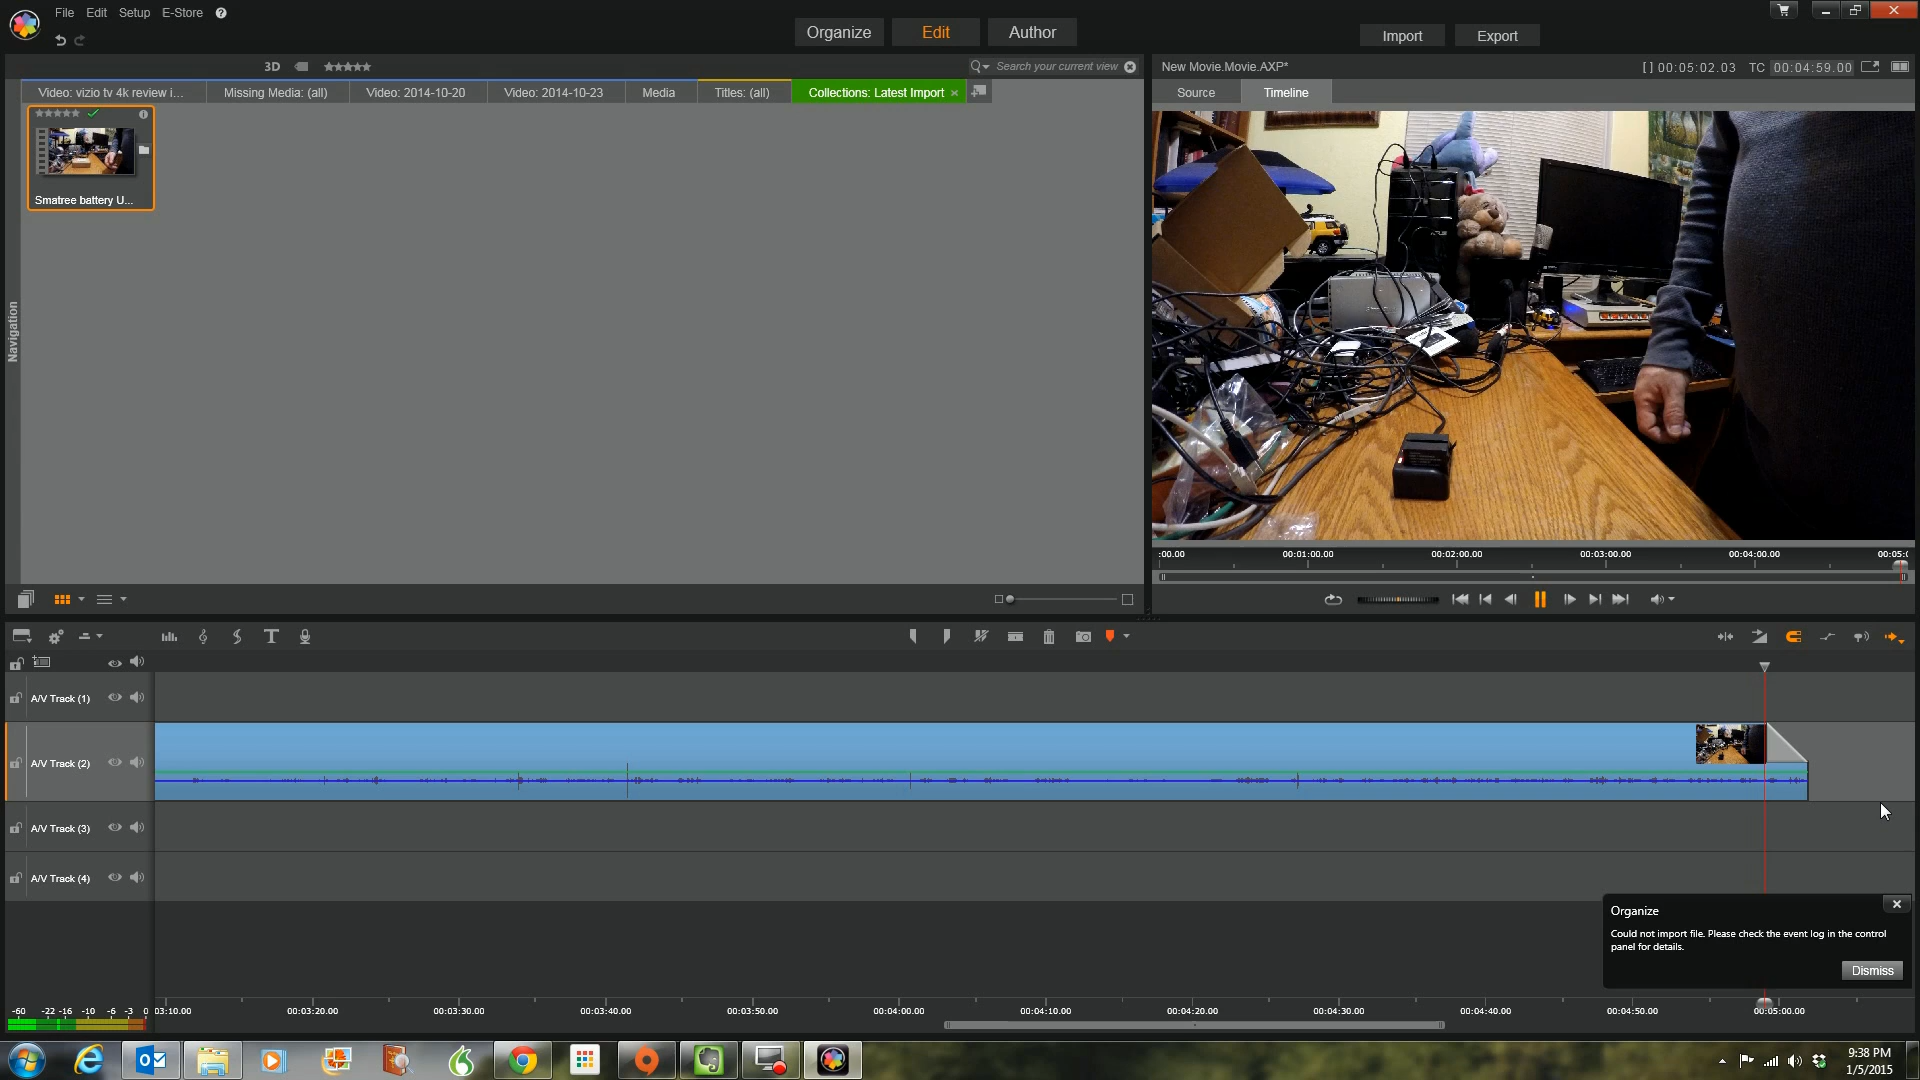 File Edit Setup E-Store ?
Organize Edit Author
Import Export
3D Search your current view
New Movie.Movie.AXP* [ ] 00:05:02.03 TC 00:04:59.00
Video: vizio tv 4k review i... Missing Media: (all) Video: 2014-10-20 Video: 2014-10-23 Media Titles: (all) Collections: Latest Import ×
Source Timeline
Smatree battery U...
Navigation
:00.00 00:01:00.00 00:02:00.00 00:03:00.00 00:04:00.00 00:05:(
A/V Track (1)
A/V Track (2)
A/V Track (3)
A/V Track (4)
Organize
Could not import file. Please check the event log in the control
panel for details.
Dismiss
-60 -22 -16 -10 -6 -3 0 03:10.00 00:03:20.00 00:03:30.00 00:03:40.00 00:03:50.00 00:04:00.00 00:04:10.00 00:04:20.00 00:04:30.00 00:04:40.00 00:04:50.00 00:05:00.00
9:38 PM
1/5/2015